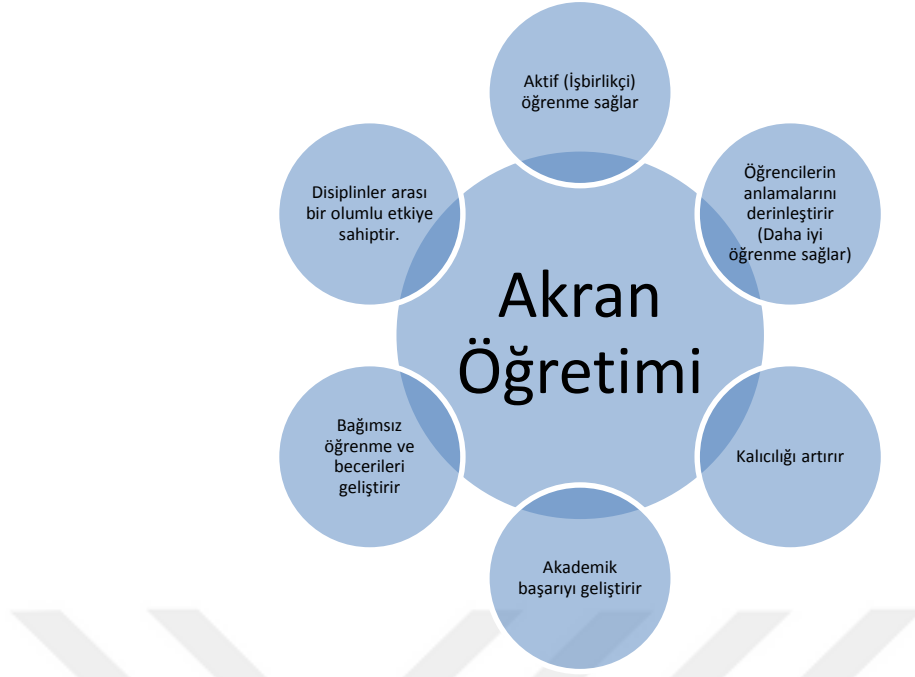 Aktif (İşbirlikçi)
öğrenme sağlar
Öğrencilerin
anlamalarını
derinleştirir
(Daha iyi
öğrenme sağlar)
Kalıcılığı artırır
Akademik
başarıyı geliştirir
Bağımsız
öğrenme ve
becerileri
geliştirir
Disiplinler arası
bir olumlu etkiye
sahiptir.
Akran
Öğretimi